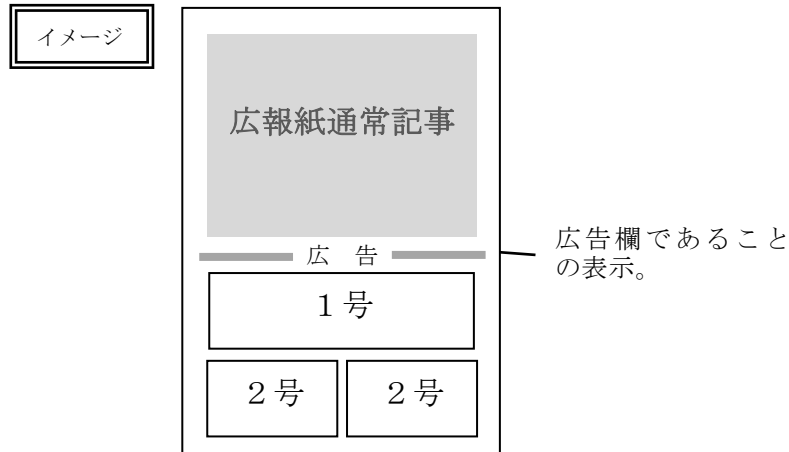 イメージ
広報紙通常記事
広　告
広告欄であること
の表示。
１号
２号
２号